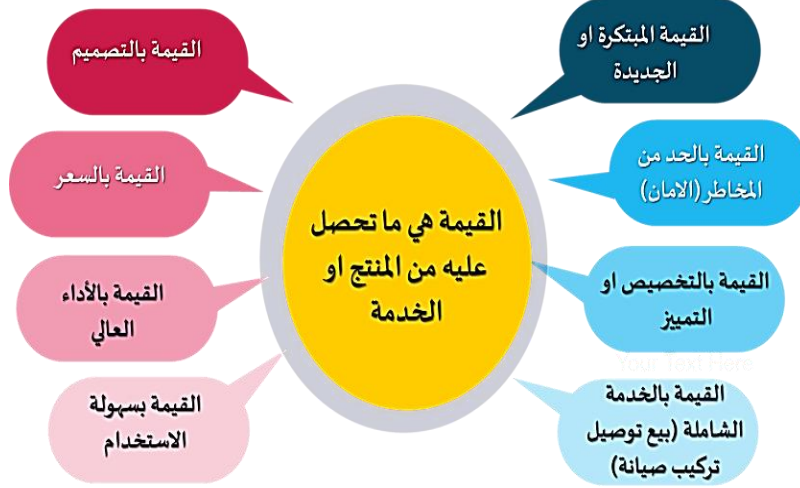 القيمة المبتكرة او
الجديدة
القيمة بالحد من
المخاطر(الامان)
القيمة بالتخصيص او
التمييز
Your Text Here
القيمة بالخدمة
الشاملة (بيع توصيل
تركيب صيانة)
القيمة هي ما تحصل
عليه من المنتج او
الخدمة
القيمة بالتصميم
القيمة بالسعر
القيمة بالأداء
العالي
القيمة بسهولة
الاستخدام